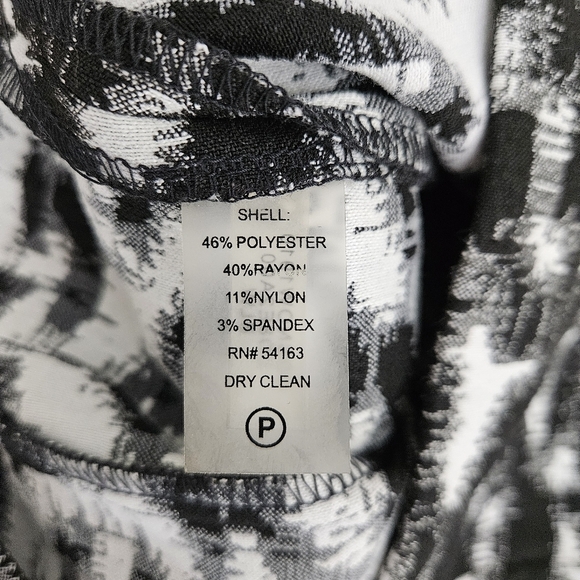 SHELL:
46% POLYESTER
40%RAYON
11%NYLON
3% SPANDEX
RN# 54163
DRY CLEAN
P